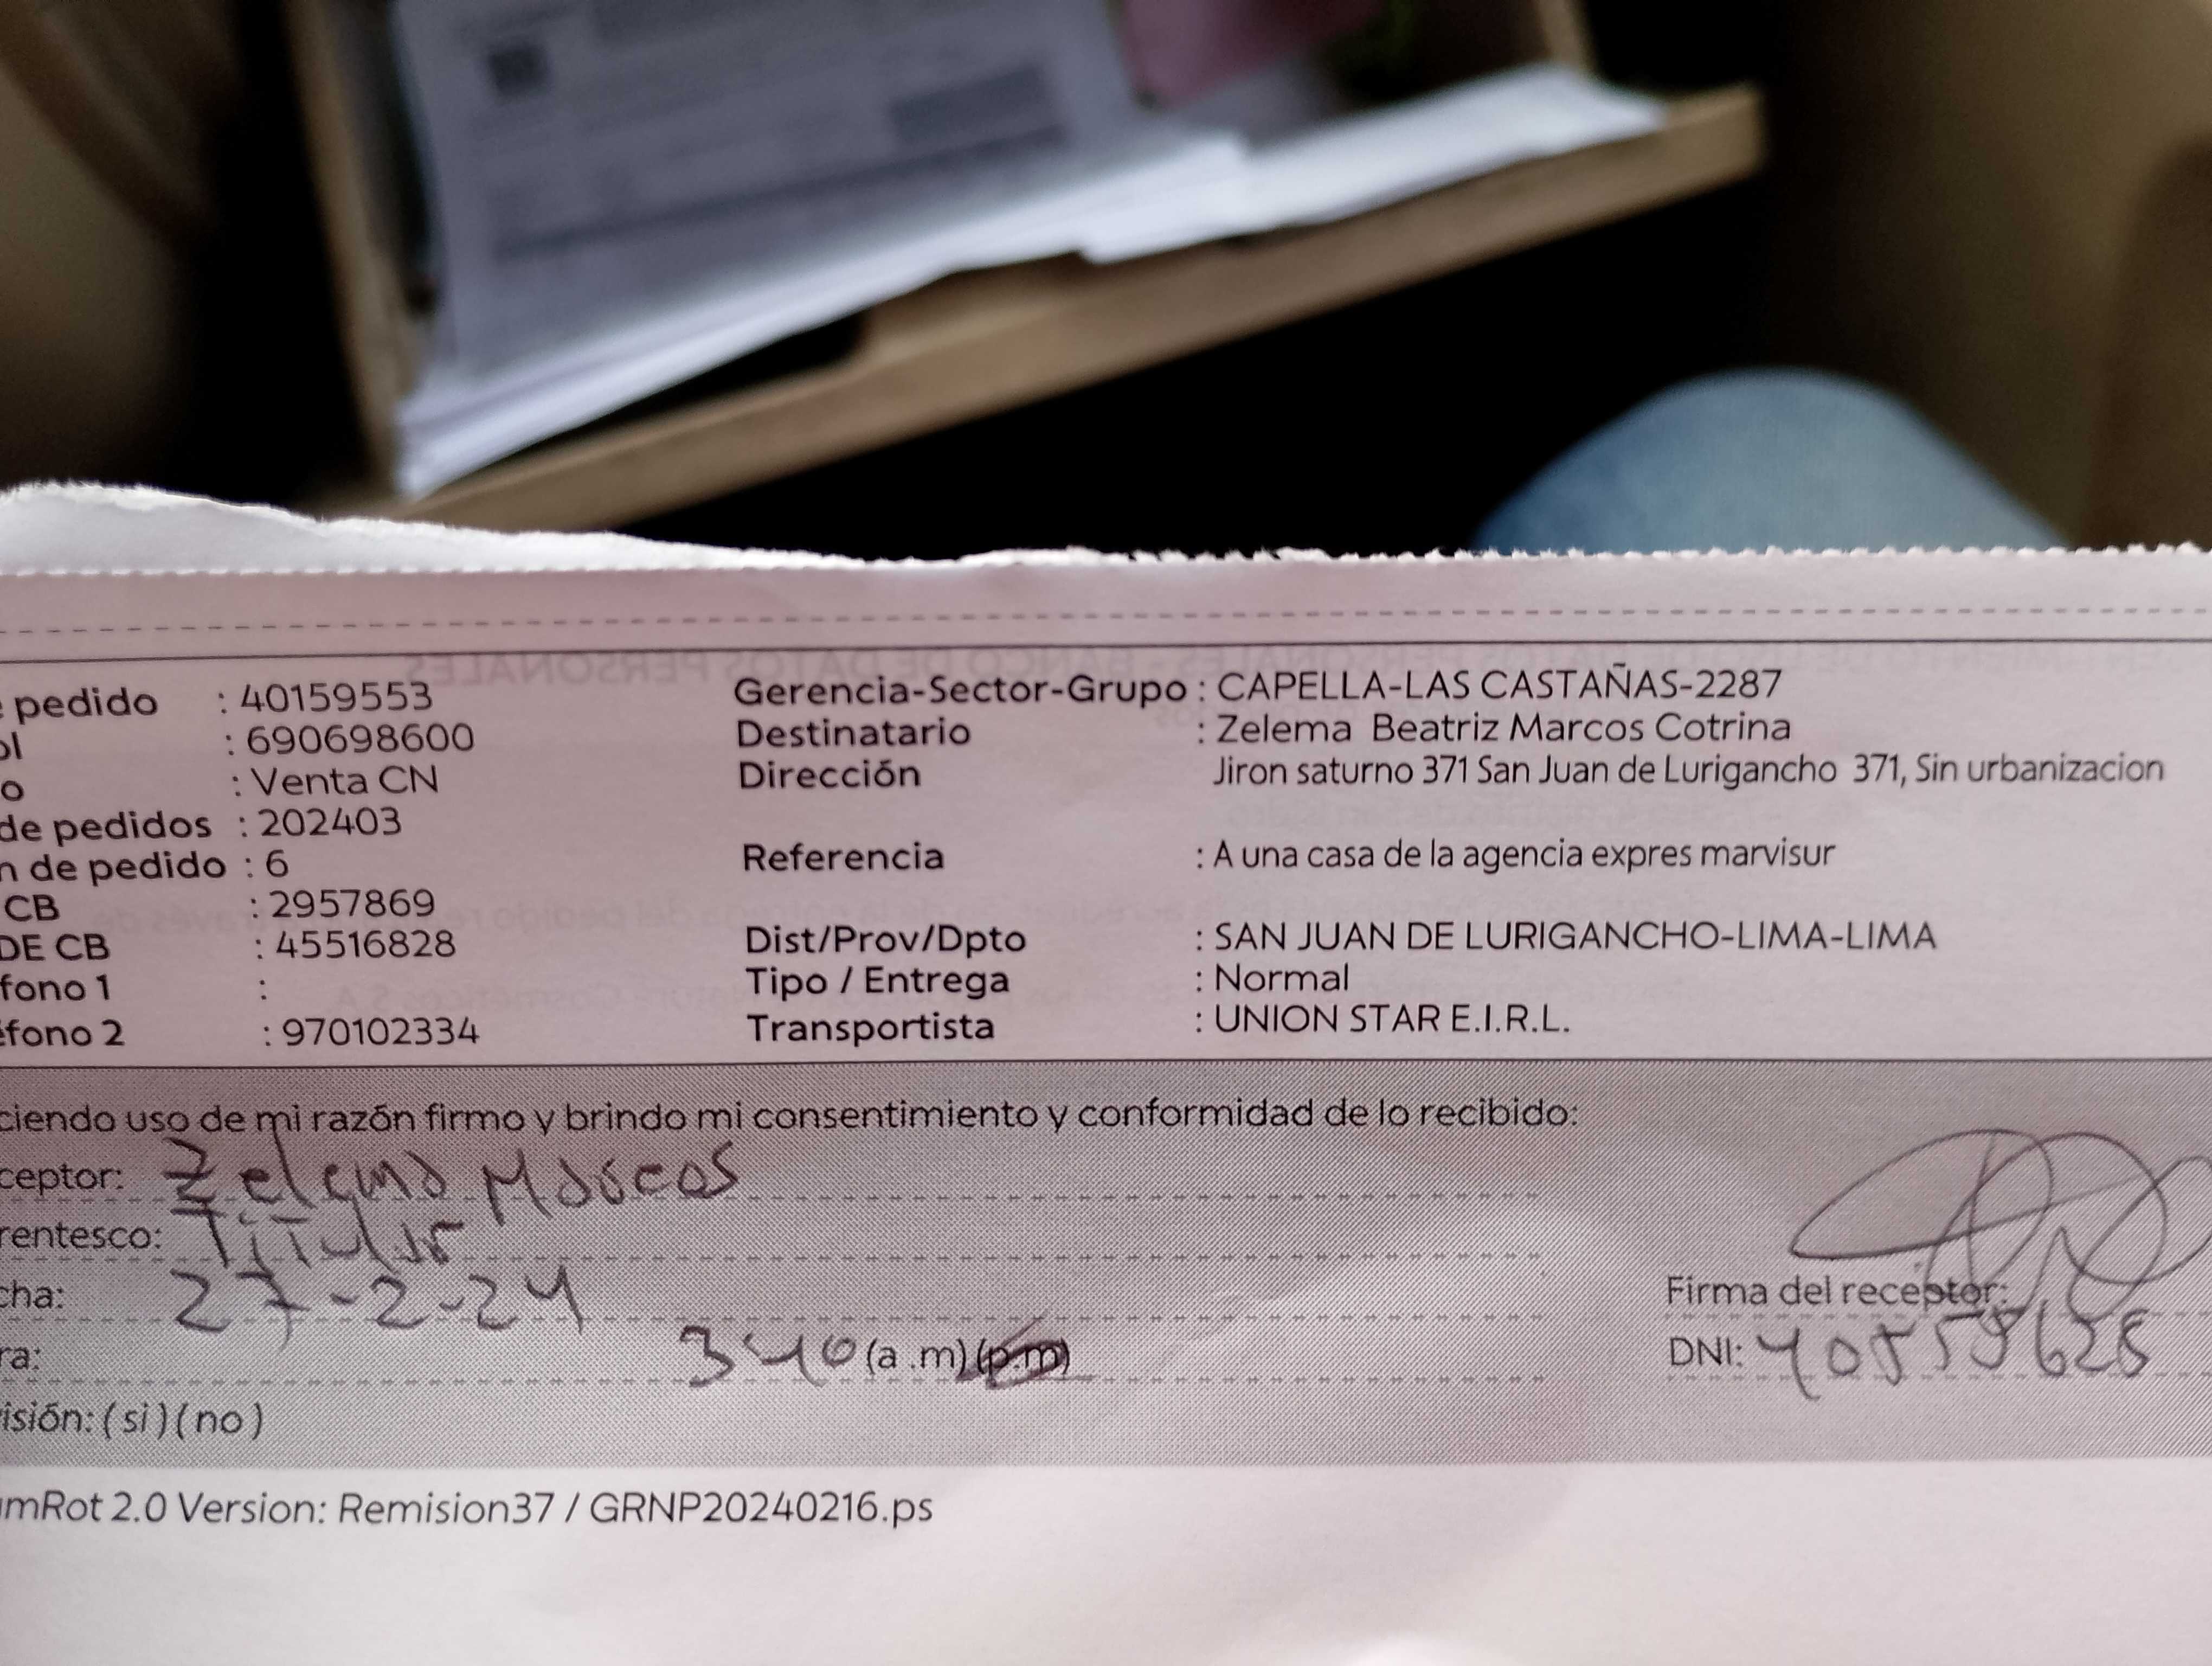 pedido : 40159553 Gerencia-Sector-Grupo : CAPELLA-LAS CASTAÑAS-2287
ol : 690698600 Destinatario : Zelema Beatriz Marcos Cotrina
o : Venta CN Dirección Jiron saturno 371 San Juan de Lurigancho 371, Sin urbanizacion
de pedidos : 202403
n de pedido : 6 Referencia : A una casa de la agencia expres marvisur
CB : 2957869
DE CB : 45516828 Dist/Prov/Dpto : SAN JUAN DE LURIGANCHO-LIMA-LIMA
fono 1 : Tipo / Entrega : Normal
éfono 2 : 970102334 Transportista : UNION STAR E.I.R.L.
ciendo uso de mi razón firmo y brindo mi consentimiento y conformidad de lo recibido:
ceptor: Zelema Marcos
rentesco: Titular
cha: 27-2-24 Firma del receptor:
ra: (a .m) (p.m) DNI:
isión: ( si ) ( no )
mRot 2.0 Version: Remision37 / GRNP20240216.ps